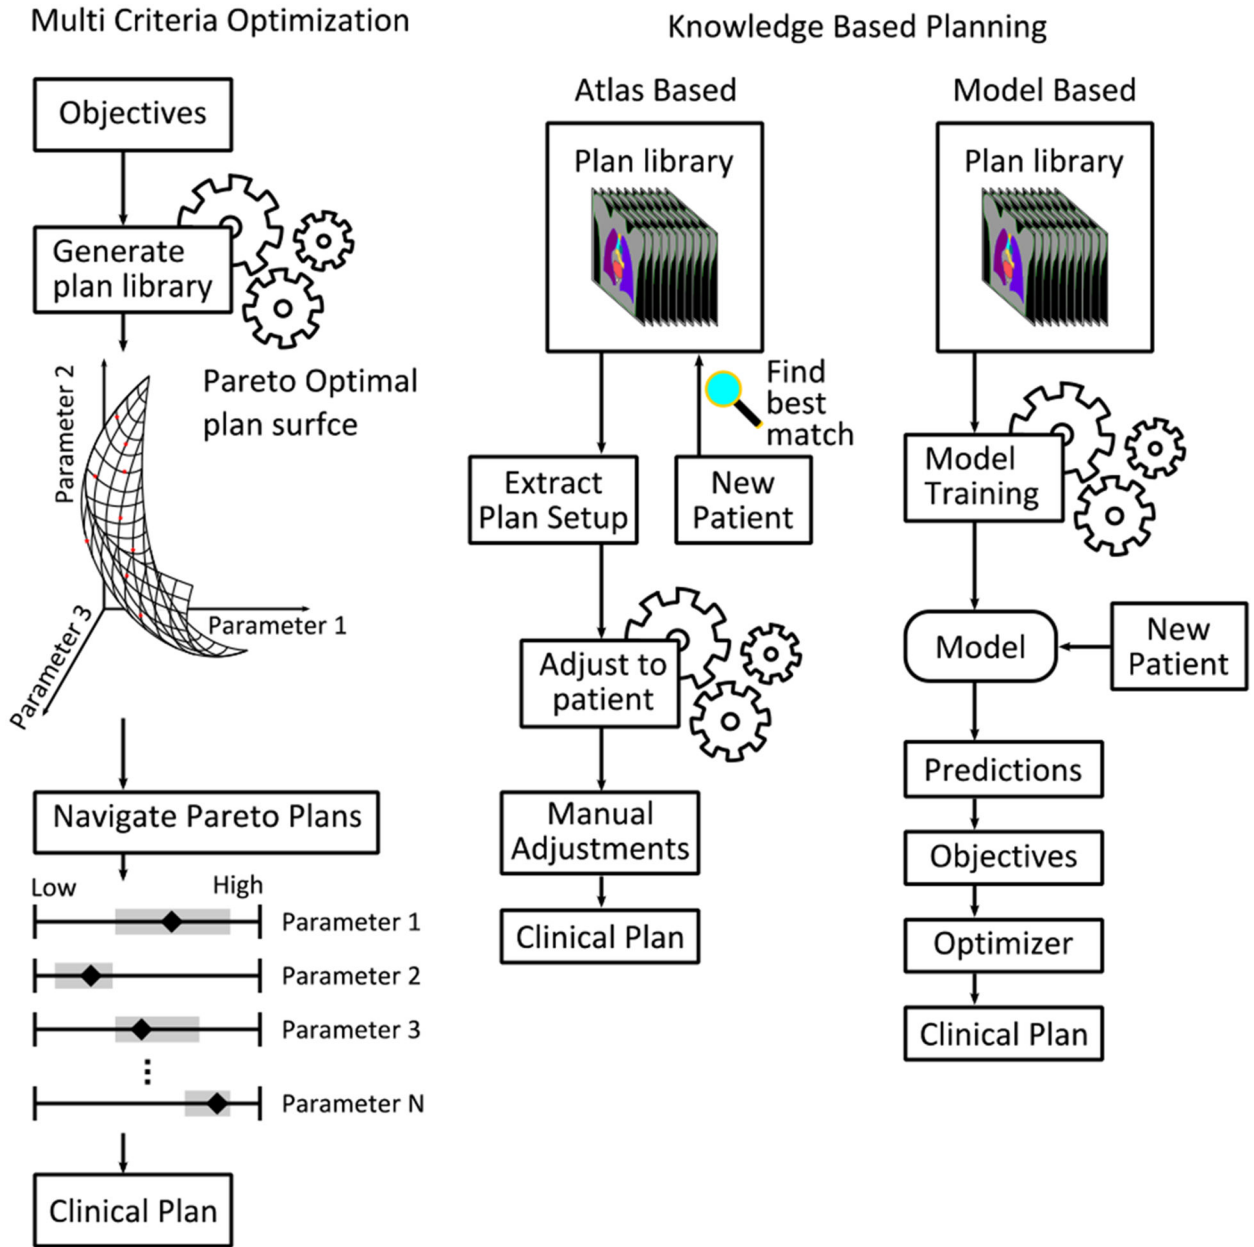 Multi Criteria Optimization
Objectives
Generate
plan library
Pareto Optimal
plan surfce
Parameter 2
Parameter 1
Parameter 3
Navigate Pareto Plans
Low
High
Parameter 1
Parameter 2
Parameter 3
⋮
Parameter N
Clinical Plan
Knowledge Based Planning
Atlas Based
Plan library
Find
best
match
Extract
Plan Setup
New
Patient
Adjust to
patient
Manual
Adjustments
Clinical Plan
Model Based
Plan library
Model
Training
Model
New
Patient
Predictions
Objectives
Optimizer
Clinical Plan